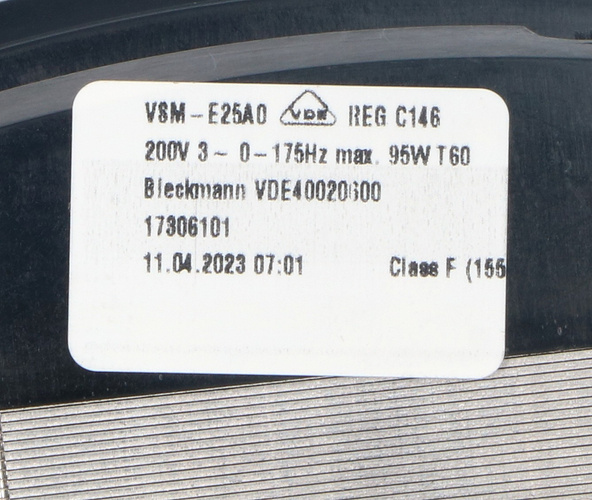 VSM-E25A0 VDE REG C146
200V 3~ 0-175Hz max. 95W T60
Bleckmann VDE40020600
17306101
11.04.2023 07:01 Class F (155